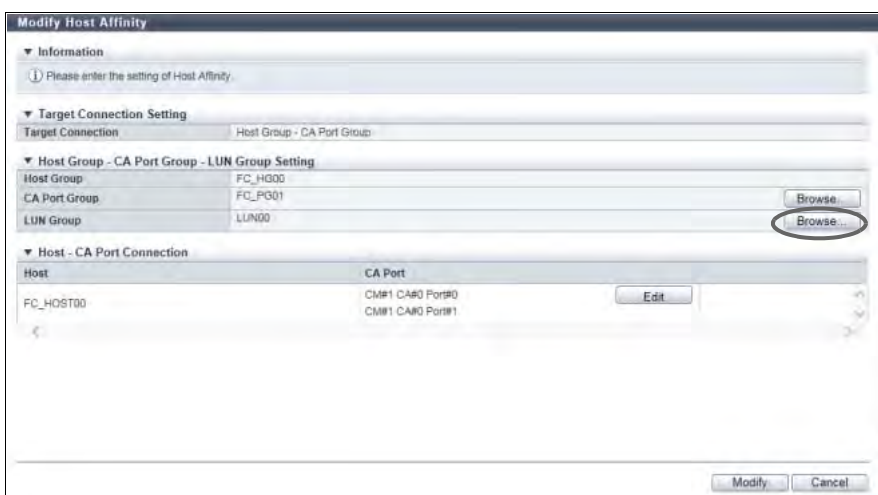 Modify Host Affinity
Information
Please enter the setting of Host Affinity.
Target Connection Setting
Target Connection Host Group - CA Port Group
Host Group - CA Port Group - LUN Group Setting
Host Group FC_HG00
CA Port Group FC_PG01 Browse...
LUN Group LUN00 Browse...
Host - CA Port Connection
Host CA Port
FC_HOST00 CM#1 CA#0 Port#0 Edit
CM#1 CA#0 Port#1
Modify Cancel